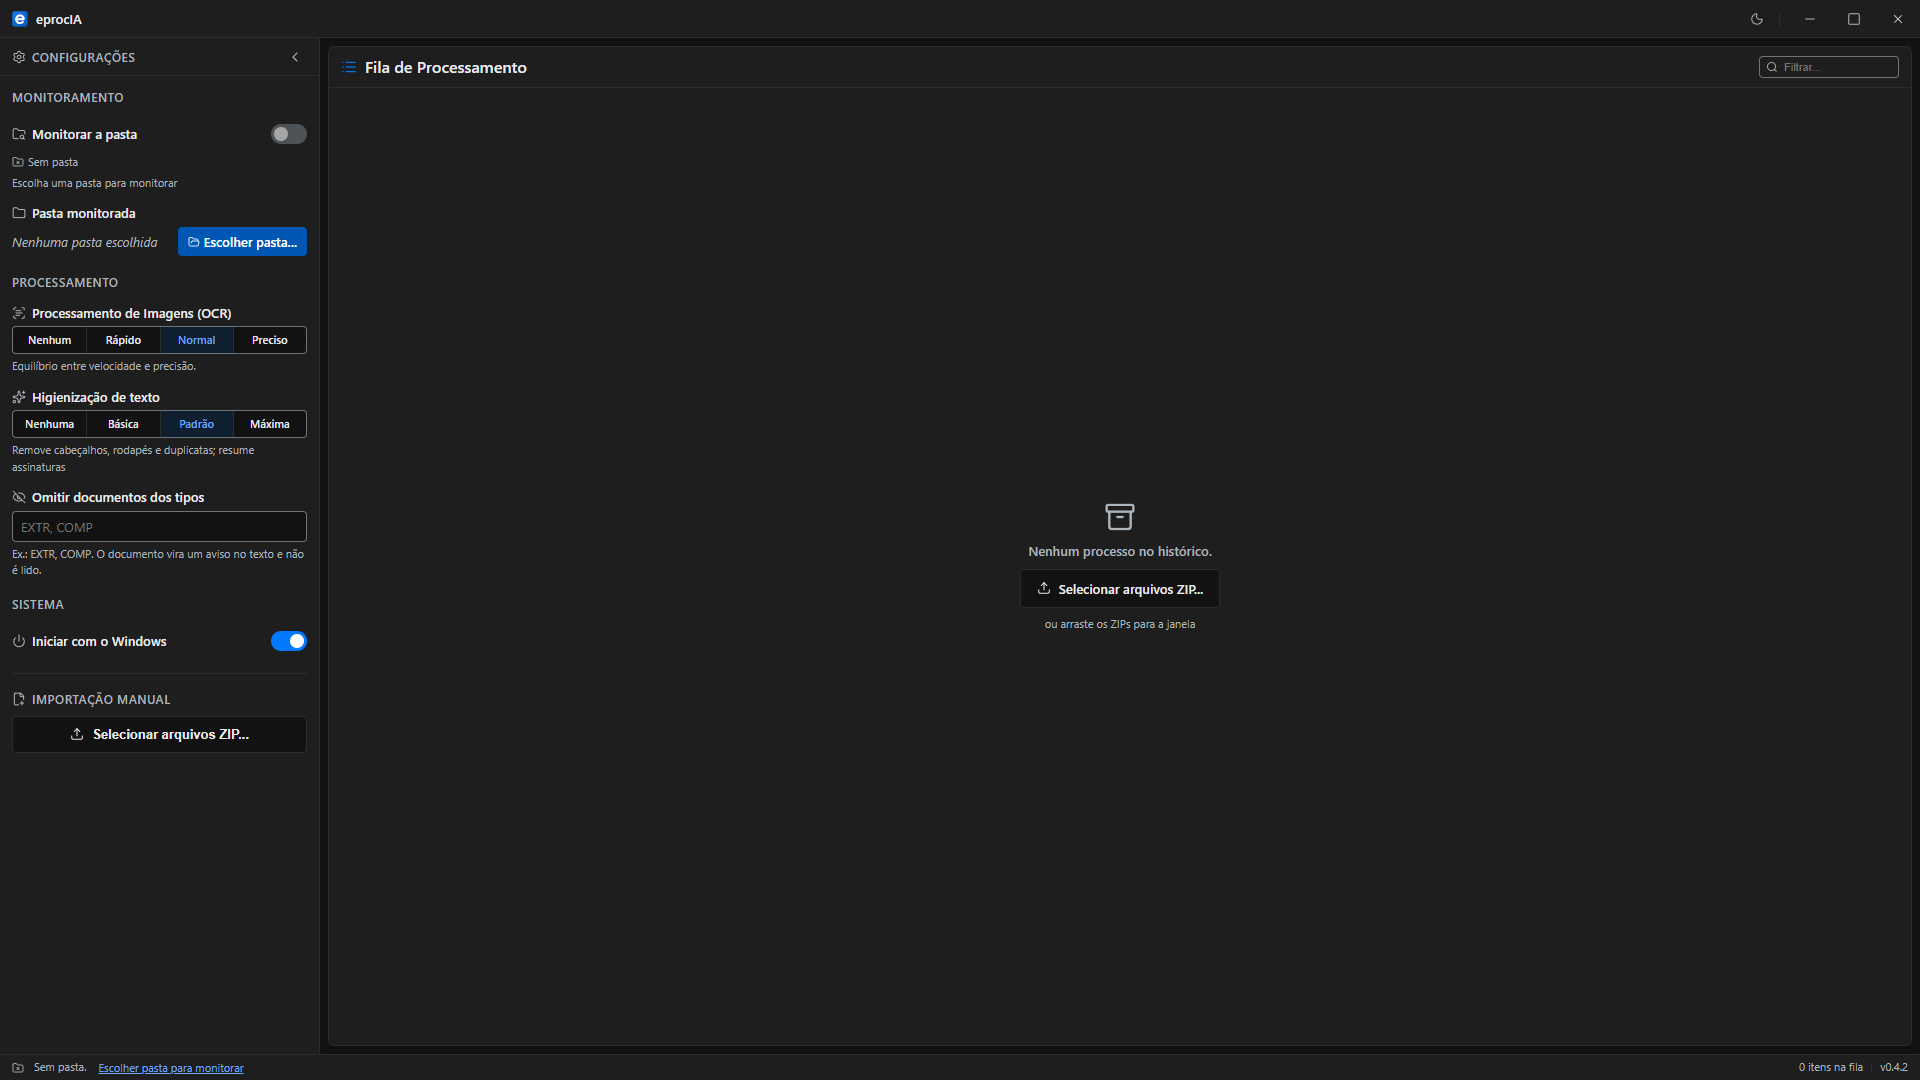 eprocIA
CONFIGURAÇÕES
MONITORAMENTO
Monitorar a pasta
Sem pasta
Escolha uma pasta para monitorar
Pasta monitorada
Nenhuma pasta escolhida
Escolher pasta...
PROCESSAMENTO
Processamento de Imagens (OCR)
Nenhum Rápido Normal Preciso
Equilíbrio entre velocidade e precisão.
Higienização de texto
Nenhuma Básica Padrão Máxima
Remove cabeçalhos, rodapés e duplicatas; resume
assinaturas
Omitir documentos dos tipos
EXTR, COMP
Ex.: EXTR, COMP. O documento vira um aviso no texto e não
é lido.
SISTEMA
Iniciar com o Windows
IMPORTAÇÃO MANUAL
Selecionar arquivos ZIP...
Fila de Processamento
Filtrar...
Nenhum processo no histórico.
Selecionar arquivos ZIP...
ou arraste os ZIPs para a janela
Sem pasta. Escolher pasta para monitorar
0 itens na fila v0.4.2